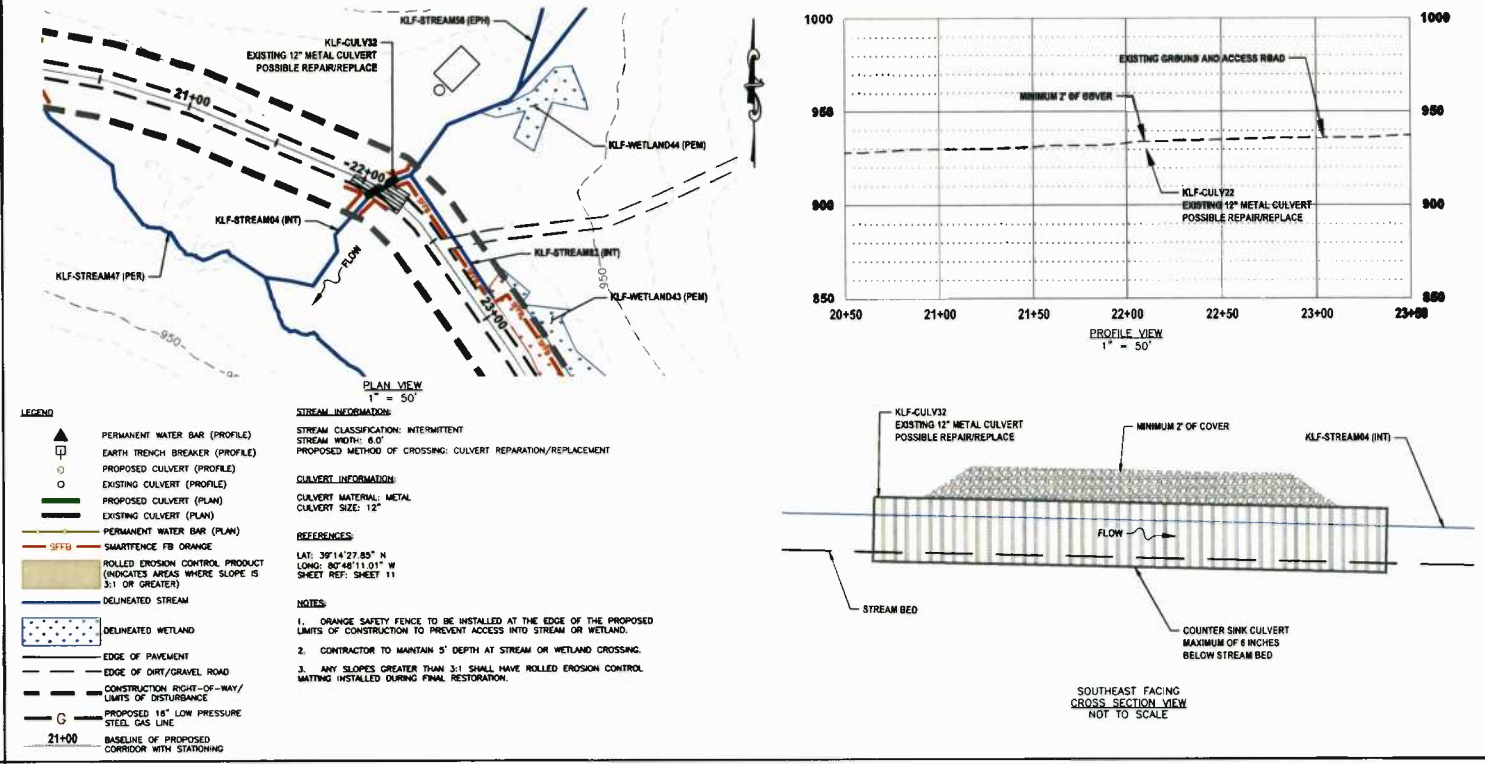 KLF-STREAM56 (EPH)
KLF-CULV32
EXISTING 12" METAL CULVERT
POSSIBLE REPAIR/REPLACE
21+00
22+00
KLF-WETLAND44 (PEM)
KLF-STREAM04 (INT)
KLF-STREAM83 (INT)
KLF-STREAM47 (PER)
FLOW
KLF-WETLAND43 (PEM)
23+00
950
950
PLAN VIEW
1" = 50'
1000
1000
EXISTING GROUND AND ACCESS ROAD
MINIMUM 2' OF COVER
950
950
KLF-CULV22
EXISTING 12" METAL CULVERT
POSSIBLE REPAIR/REPLACE
900
900
850
850
20+50
21+00
21+50
22+00
22+50
23+00
PROFILE VIEW
1" = 50'
LEGEND
PERMANENT WATER BAR (PROFILE)
EARTH TRENCH BREAKER (PROFILE)
PROPOSED CULVERT (PROFILE)
EXISTING CULVERT (PROFILE)
PROPOSED CULVERT (PLAN)
EXISTING CULVERT (PLAN)
PERMANENT WATER BAR (PLAN)
SFFB SMARTFENCE FB ORANGE
ROLLED EROSION CONTROL PRODUCT
(INDICATES AREAS WHERE SLOPE IS
3:1 OR GREATER)
DELINEATED STREAM
DELINEATED WETLAND
EDGE OF PAVEMENT
EDGE OF DIRT/GRAVEL ROAD
CONSTRUCTION RIGHT-OF-WAY/
LIMITS OF DISTURBANCE
G PROPOSED 16" LOW PRESSURE
STEEL GAS LINE
21+00 BASELINE OF PROPOSED
CORRIDOR WITH STATIONING
STREAM INFORMATION:
STREAM CLASSIFICATION: INTERMITTENT
STREAM WIDTH: 6.0'
PROPOSED METHOD OF CROSSING: CULVERT REPARATION/REPLACEMENT
CULVERT INFORMATION:
CULVERT MATERIAL: METAL
CULVERT SIZE: 12"
REFERENCES:
LAT: 39°14'27.85" N
LONG: 80°48'11.01" W
SHEET REF: SHEET 11
NOTES:
1. ORANGE SAFETY FENCE TO BE INSTALLED AT THE EDGE OF THE PROPOSED
LIMITS OF CONSTRUCTION TO PREVENT ACCESS INTO STREAM OR WETLAND.
2. CONTRACTOR TO MAINTAIN 5' DEPTH AT STREAM OR WETLAND CROSSING.
3. ANY SLOPES GREATER THAN 3:1 SHALL HAVE ROLLED EROSION CONTROL
MATTING INSTALLED DURING FINAL RESTORATION.
KLF-CULV32
EXISTING 12" METAL CULVERT
POSSIBLE REPAIR/REPLACE
MINIMUM 2' OF COVER
KLF-STREAM04 (INT)
FLOW
STREAM BED
COUNTER SINK CULVERT
MAXIMUM OF 6 INCHES
BELOW STREAM BED
SOUTHEAST FACING
CROSS SECTION VIEW
NOT TO SCALE